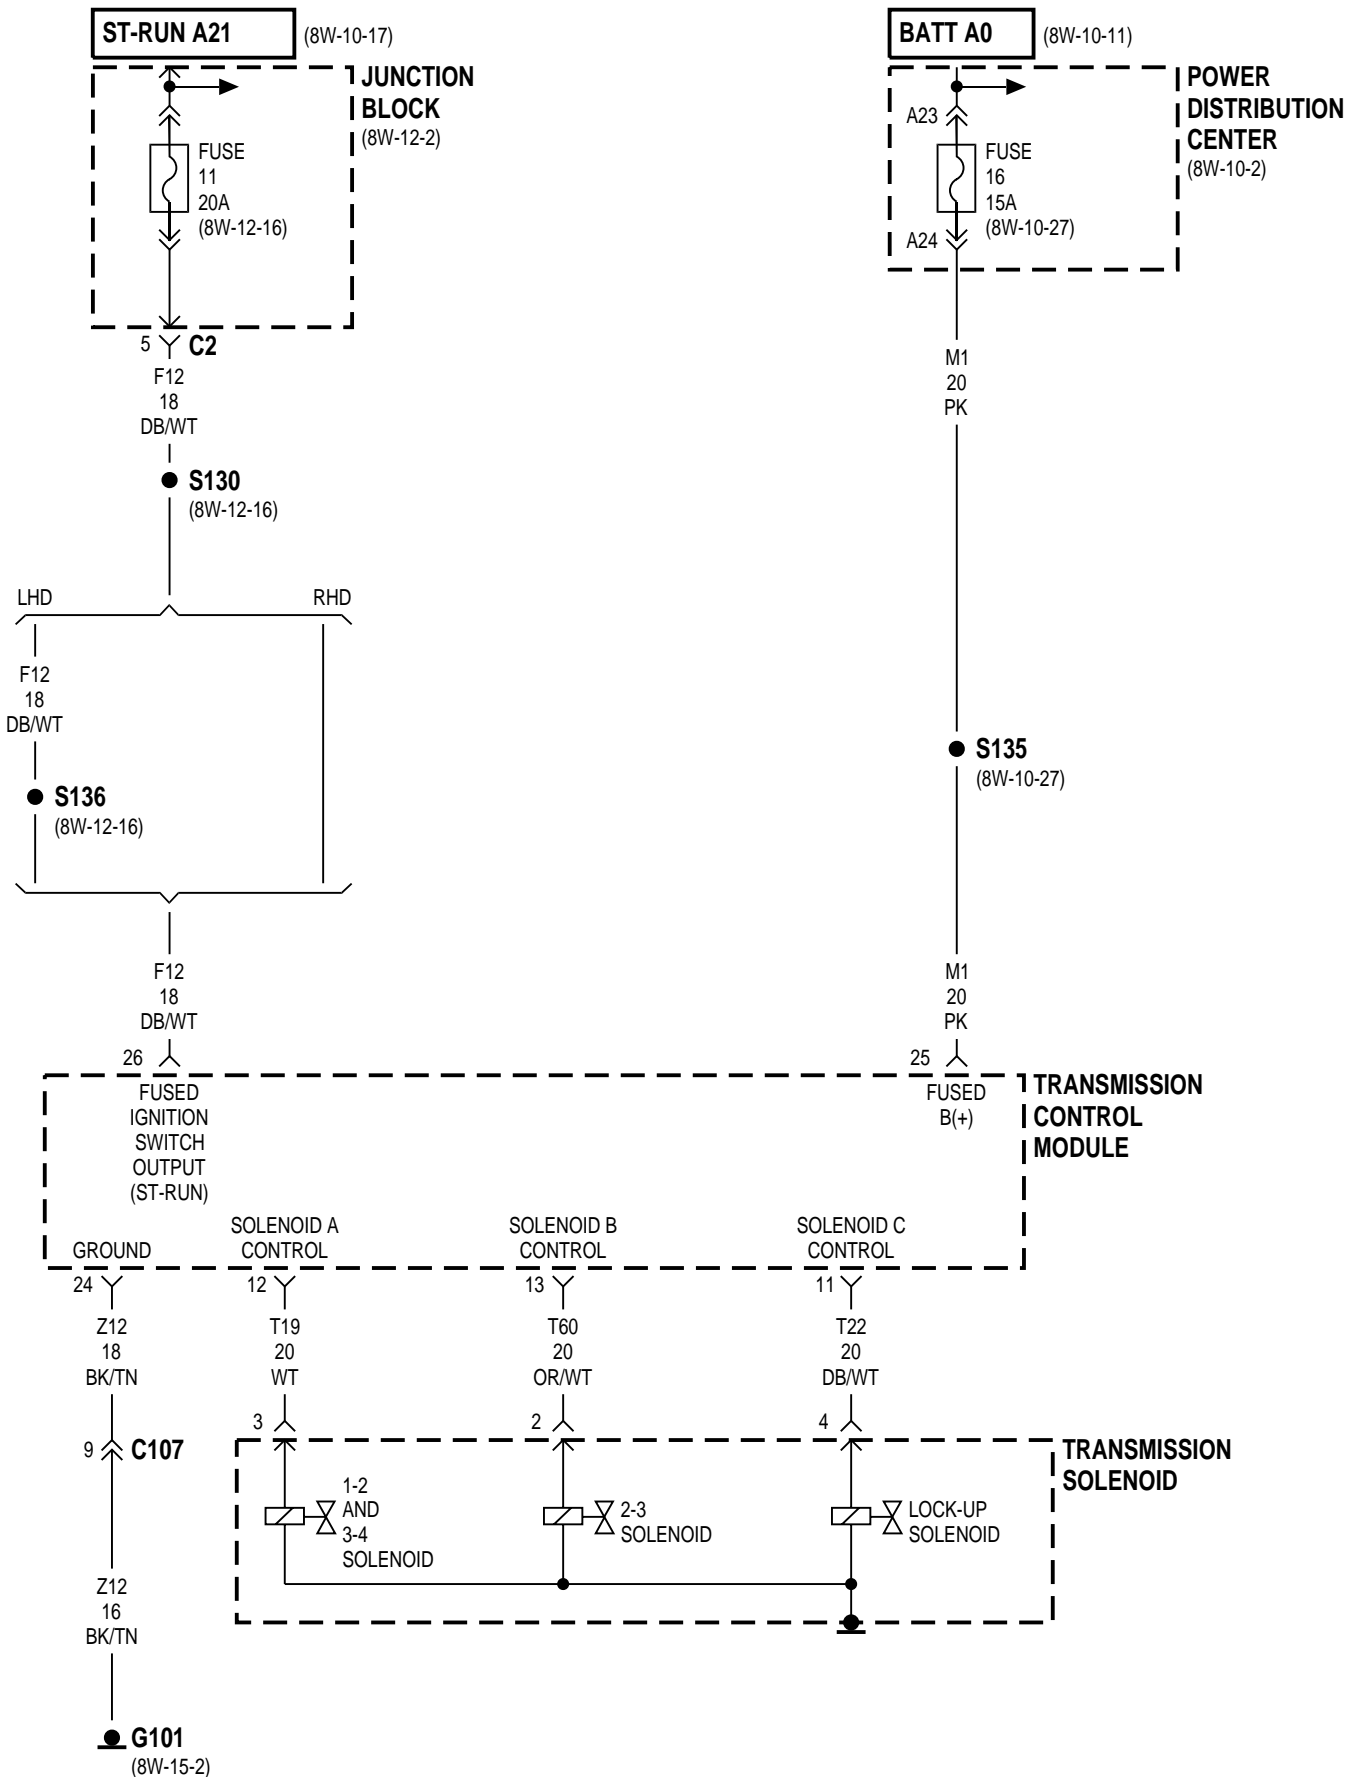 ST-RUN A21 (8W-10-17)
BATT A0 (8W-10-11)
JUNCTION
BLOCK
(8W-12-2)
FUSE
11
20A
(8W-12-16)
POWER
DISTRIBUTION
CENTER
(8W-10-2)
A23
FUSE
16
15A
(8W-10-27)
A24
5 C2
F12
18
DB/WT
M1
20
PK
S130
(8W-12-16)
LHD RHD
F12
18
DB/WT
S136
(8W-12-16)
S135
(8W-10-27)
F12
18
DB/WT
M1
20
PK
26
25
FUSED
IGNITION
SWITCH
OUTPUT
(ST-RUN)
FUSED
B(+)
TRANSMISSION
CONTROL
MODULE
GROUND
SOLENOID A
CONTROL
SOLENOID B
CONTROL
SOLENOID C
CONTROL
24
12
13
11
Z12
18
BK/TN
T19
20
WT
T60
20
OR/WT
T22
20
DB/WT
3
2
4
9 C107
TRANSMISSION
SOLENOID
1-2
AND
3-4
SOLENOID
2-3
SOLENOID
LOCK-UP
SOLENOID
Z12
16
BK/TN
G101
(8W-15-2)